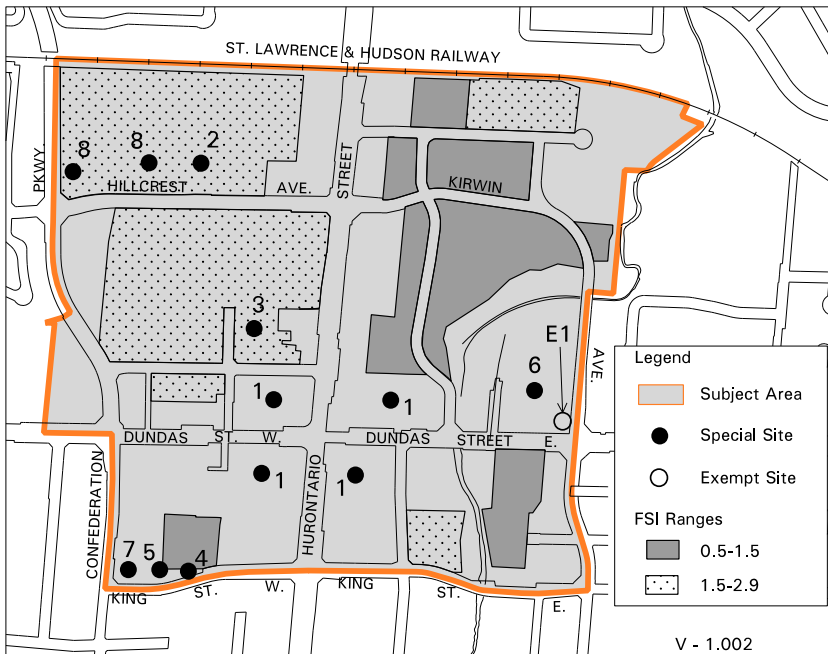 ST. LAWRENCE & HUDSON RAILWAY
PKWY.
8
8
2
HILLCREST AVE.
STREET
KIRWIN
3
E1
6
AVE.
1
1
DUNDAS ST. W.
DUNDAS STREET E.
CONFEDERATION
HURONTARIO
1
1
7
5
4
KING ST. W.
KING ST. E.
Legend
Subject Area
Special Site
Exempt Site
FSI Ranges
0.5-1.5
1.5-2.9
V - 1.002